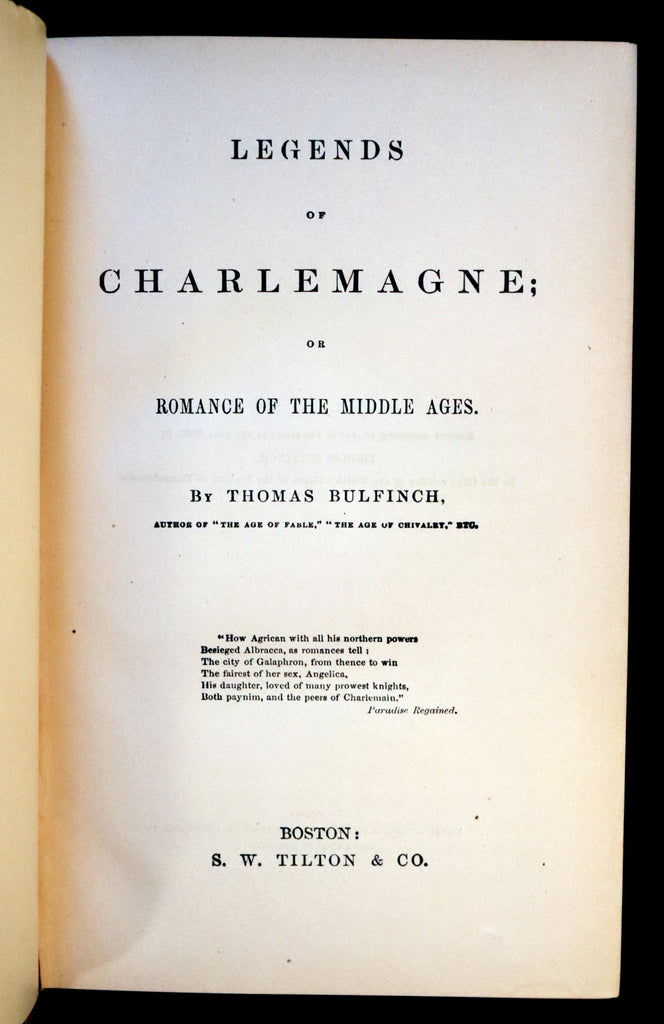 LEGENDS
OF
CHARLEMAGNE;
OR
ROMANCE OF THE MIDDLE AGES.
BY THOMAS BULFINCH,
AUTHOR OF "THE AGE OF FABLE," "THE AGE OF CHIVALRY," ETC.
"How Agrican with all his northern powers
Besieged Albracca, as romances tell;
The city of Galaphron, from thence to win
The fairest of her sex, Angelica,
His daughter, loved of many prowest knights,
Both paynim, and the peers of Charlemain."
Paradise Regained.
BOSTON:
S. W. TILTON & CO.